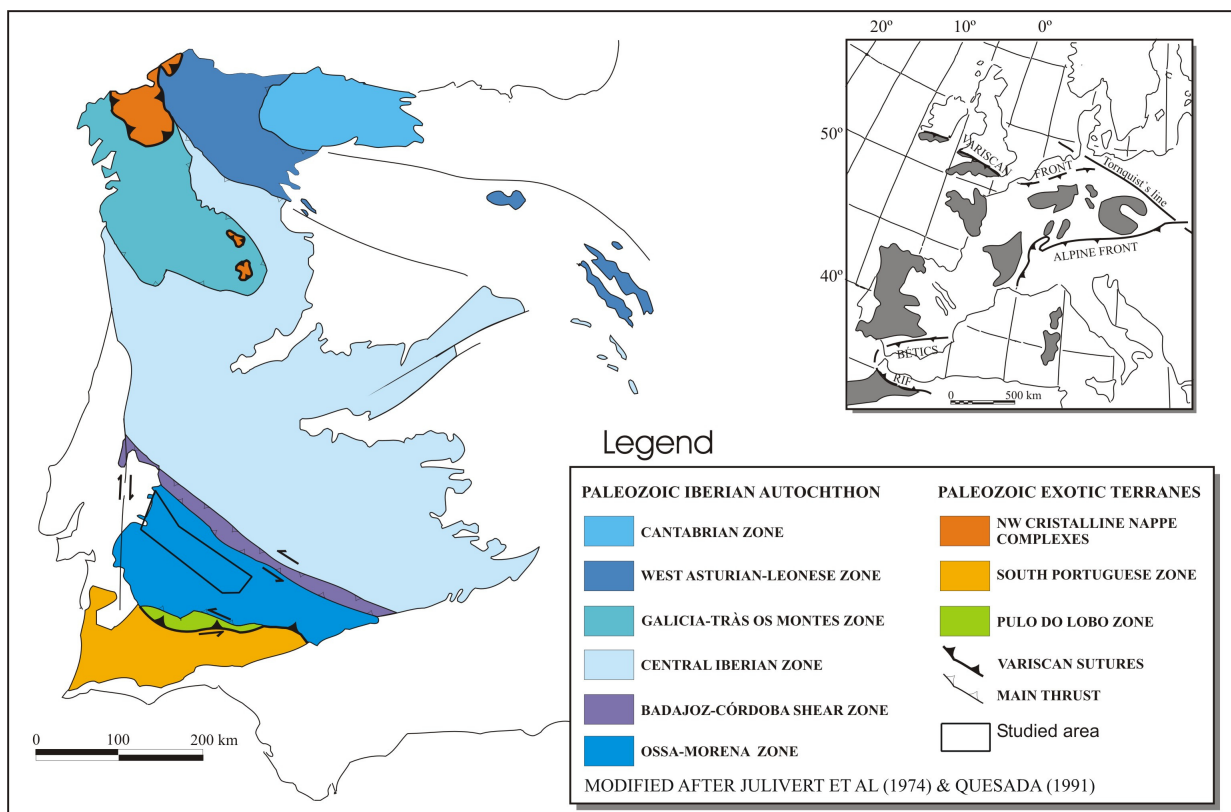 20º 10º 0º
50º
40º
VARISCAN
FRONT
Tornquist's line
ALPINE FRONT
BÉTICS
RIF
0 500 km
0 100 200 km
Legend
PALEOZOIC IBERIAN AUTOCHTHON
CANTABRIAN ZONE
WEST ASTURIAN-LEONESE ZONE
GALICIA-TRÀS OS MONTES ZONE
CENTRAL IBERIAN ZONE
BADAJOZ-CÓRDOBA SHEAR ZONE
OSSA-MORENA ZONE
PALEOZOIC EXOTIC TERRANES
NW CRISTALLINE NAPPE
COMPLEXES
SOUTH PORTUGUESE ZONE
PULO DO LOBO ZONE
VARISCAN SUTURES
MAIN THRUST
Studied area
MODIFIED AFTER JULIVERT ET AL (1974) & QUESADA (1991)